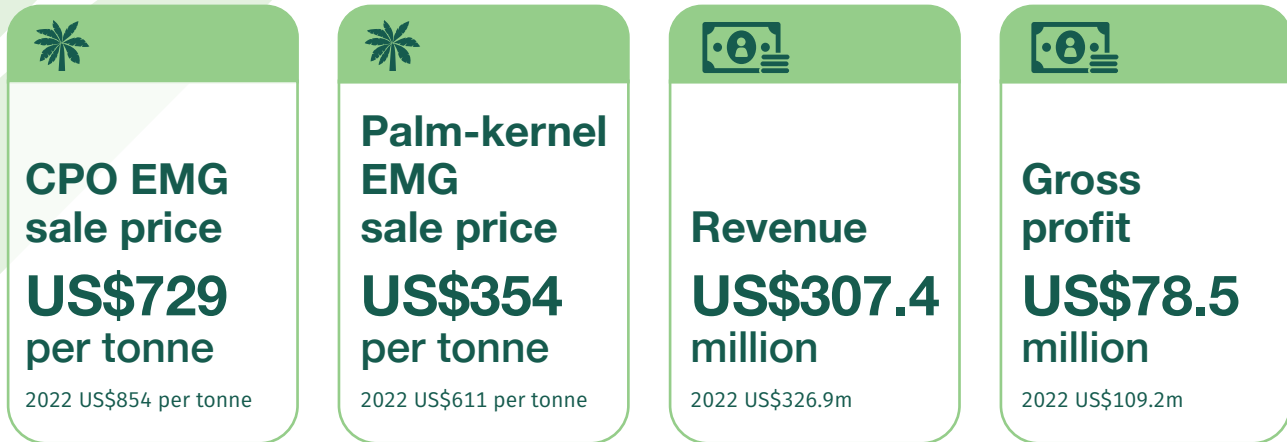 CPO EMG
sale price
US$729
per tonne
2022 US$854 per tonne
Palm-kernel
EMG
sale price
US$354
per tonne
2022 US$611 per tonne
Revenue
US$307.4
million
2022 US$326.9m
Gross
profit
US$78.5
million
2022 US$109.2m